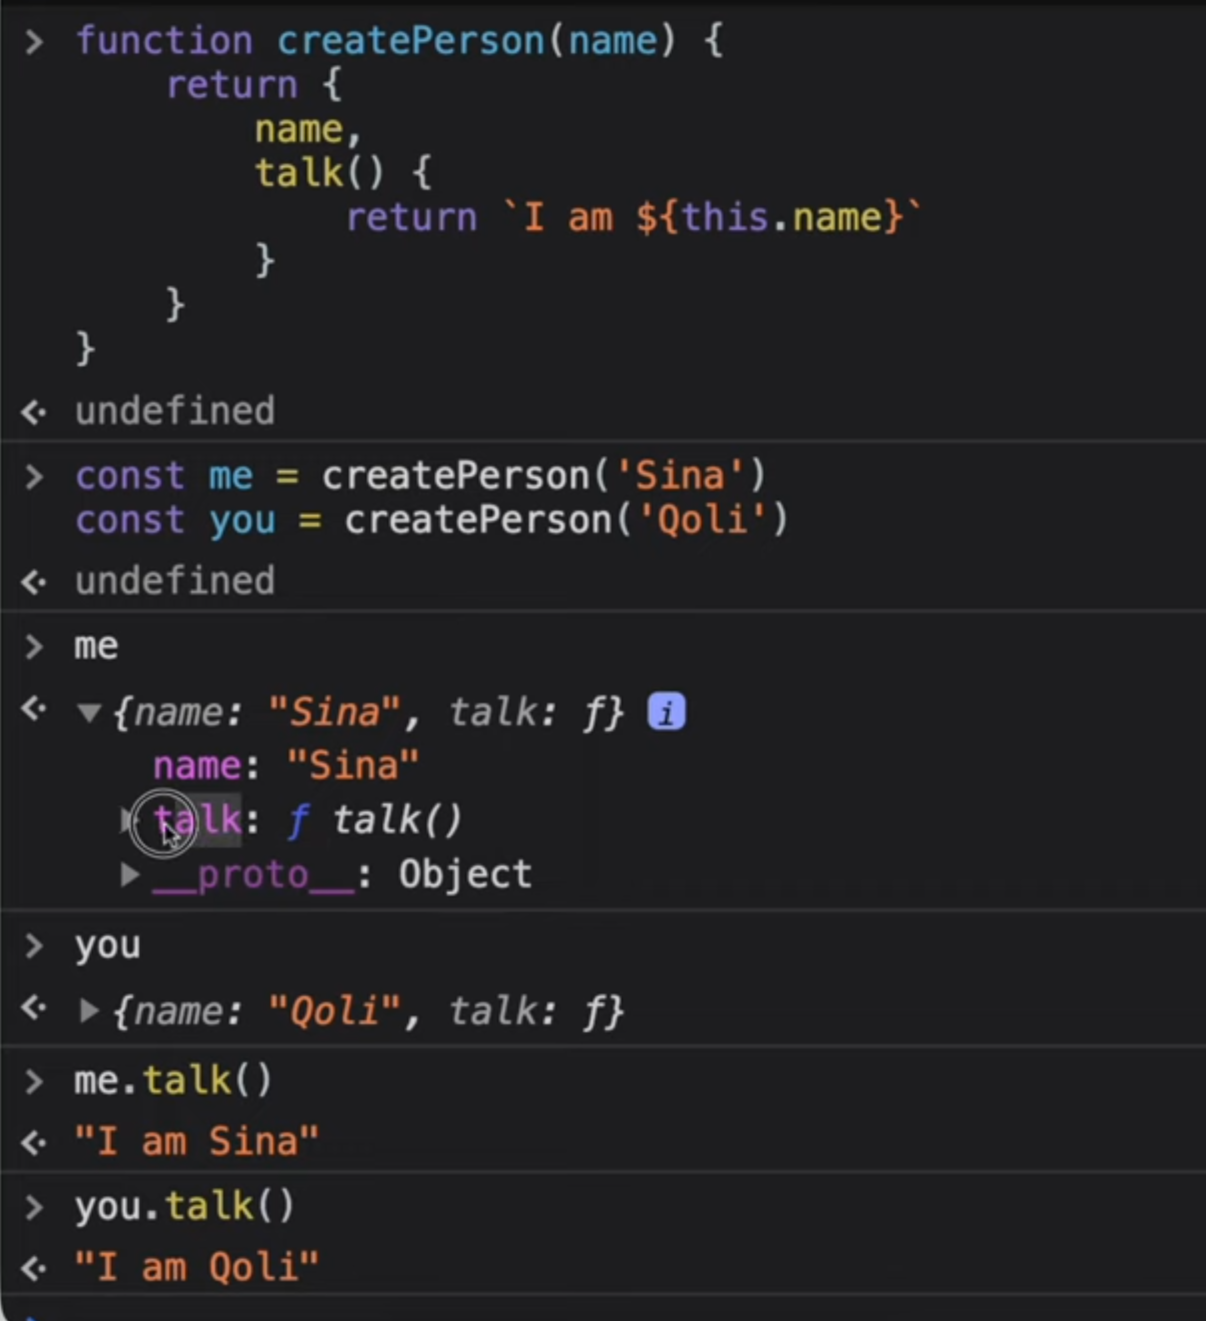 > function createPerson(name) {
return {
name,
talk() {
return `I am ${this.name}`
}
}
}
undefined
> const me = createPerson('Sina')
const you = createPerson('Qoli')
undefined
> me
{name: "Sina", talk: f} i
name: "Sina"
talk: f talk()
__proto__: Object
> you
{name: "Qoli", talk: f}
> me.talk()
"I am Sina"
> you.talk()
"I am Qoli"